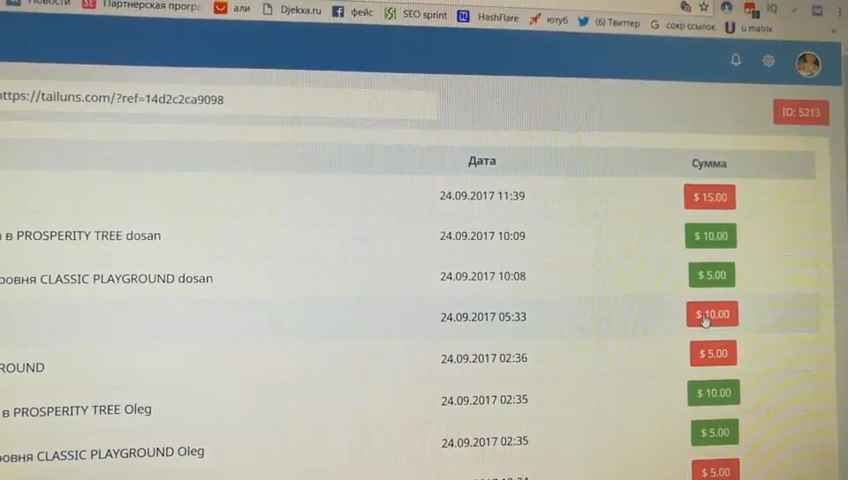 Новости Партнерская програ али Djekxa.ru фейс SEO sprint HashFlare ютуб (6) Твиттер сокр ссылок u matrix
https://tailuns.com/?ref=14d2c2ca9098
ID: 5213
Дата Сумма
24.09.2017 11:39 $ 15.00
в PROSPERITY TREE dosan 24.09.2017 10:09 $ 10.00
ровня CLASSIC PLAYGROUND dosan 24.09.2017 10:08 $ 5.00
24.09.2017 05:33 $ 10.00
ROUND 24.09.2017 02:36 $ 5.00
в PROSPERITY TREE Oleg 24.09.2017 02:35 $ 10.00
ровня CLASSIC PLAYGROUND Oleg 24.09.2017 02:35 $ 5.00
$ 5.00